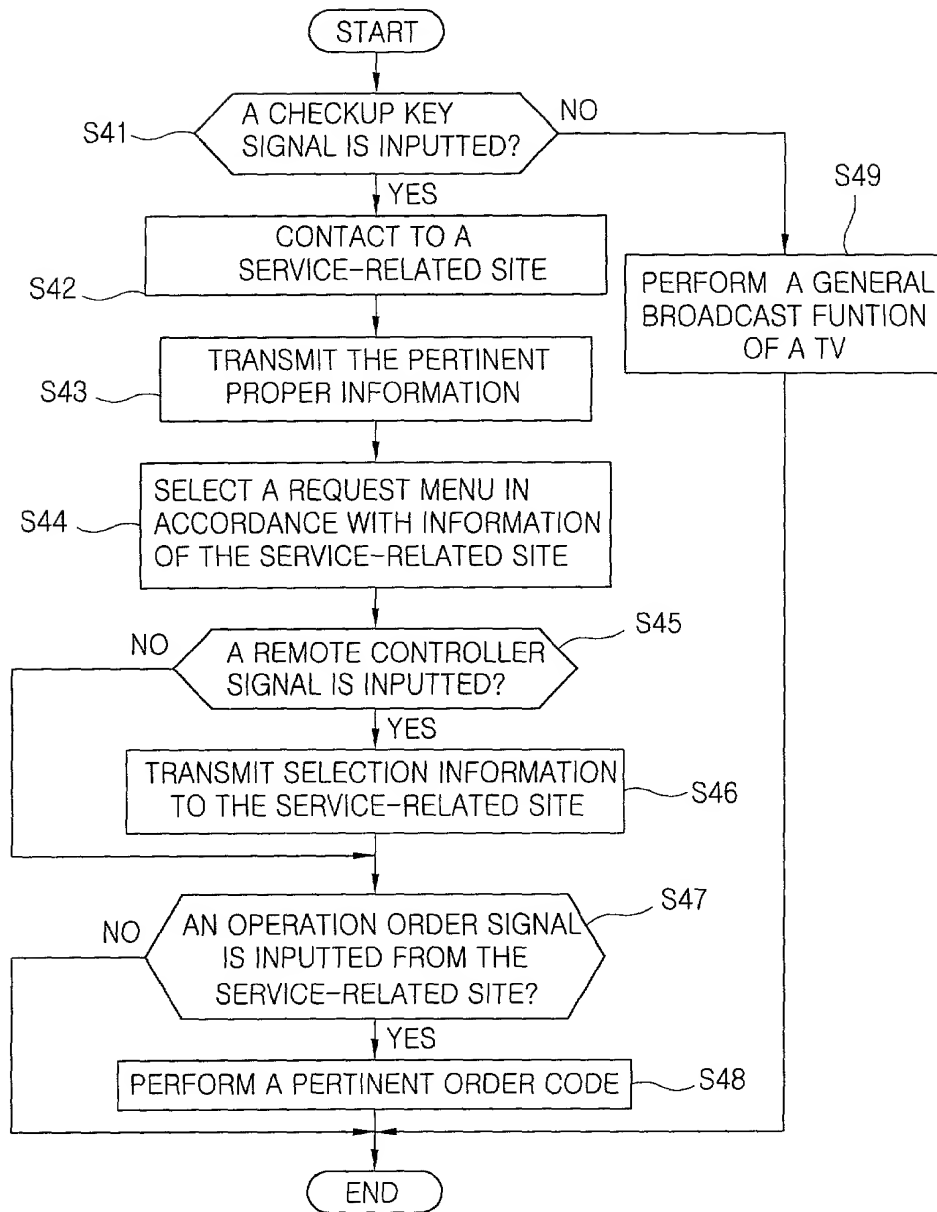 START
A CHECKUP KEY
SIGNAL IS INPUTTED?
NO
S41
YES
S49
CONTACT TO A
SERVICE-RELATED SITE
S42
PERFORM A GENERAL
BROADCAST FUNTION
OF A TV
TRANSMIT THE PERTINENT
PROPER INFORMATION
S43
SELECT A REQUEST MENU IN
ACCORDANCE WITH INFORMATION
OF THE SERVICE-RELATED SITE
S44
S45
NO
A REMOTE CONTROLLER
SIGNAL IS INPUTTED?
YES
TRANSMIT SELECTION INFORMATION
TO THE SERVICE-RELATED SITE
S46
S47
NO
AN OPERATION ORDER SIGNAL
IS INPUTTED FROM THE
SERVICE-RELATED SITE?
YES
PERFORM A PERTINENT ORDER CODE
S48
END